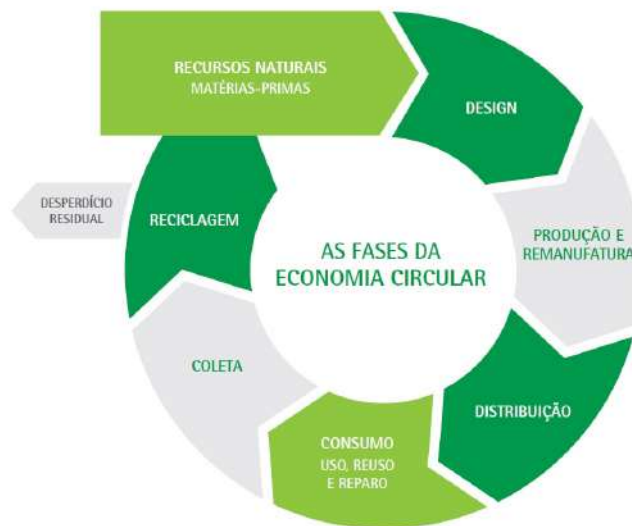 RECURSOS NATURAIS
MATÉRIAS-PRIMAS
DESIGN
PRODUÇÃO E
REMANUFATURA
DISTRIBUIÇÃO
CONSUMO
USO, REUSO
E REPARO
COLETA
RECICLAGEM
DESPERDÍCIO
RESIDUAL
AS FASES DA
ECONOMIA CIRCULAR